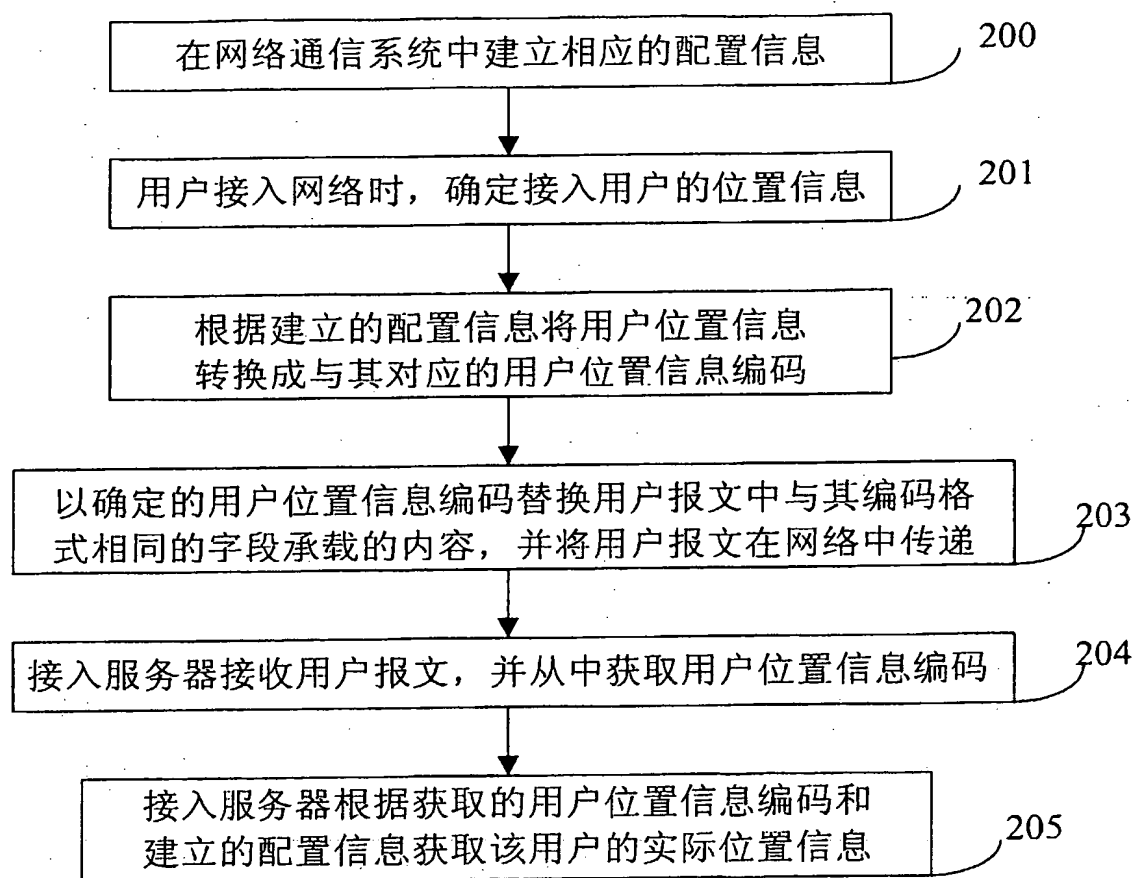 在网络通信系统中建立相应的配置信息
200
用户接入网络时，确定接入用户的位置信息
201
根据建立的配置信息将用户位置信息
转换成与其对应的用户位置信息编码
202
以确定的用户位置信息编码替换用户报文中与其编码格
式相同的字段承载的内容，并将用户报文在网络中传递
203
接入服务器接收用户报文，并从中获取用户位置信息编码
204
接入服务器根据获取的用户位置信息编码和
建立的配置信息获取该用户的实际位置信息
205